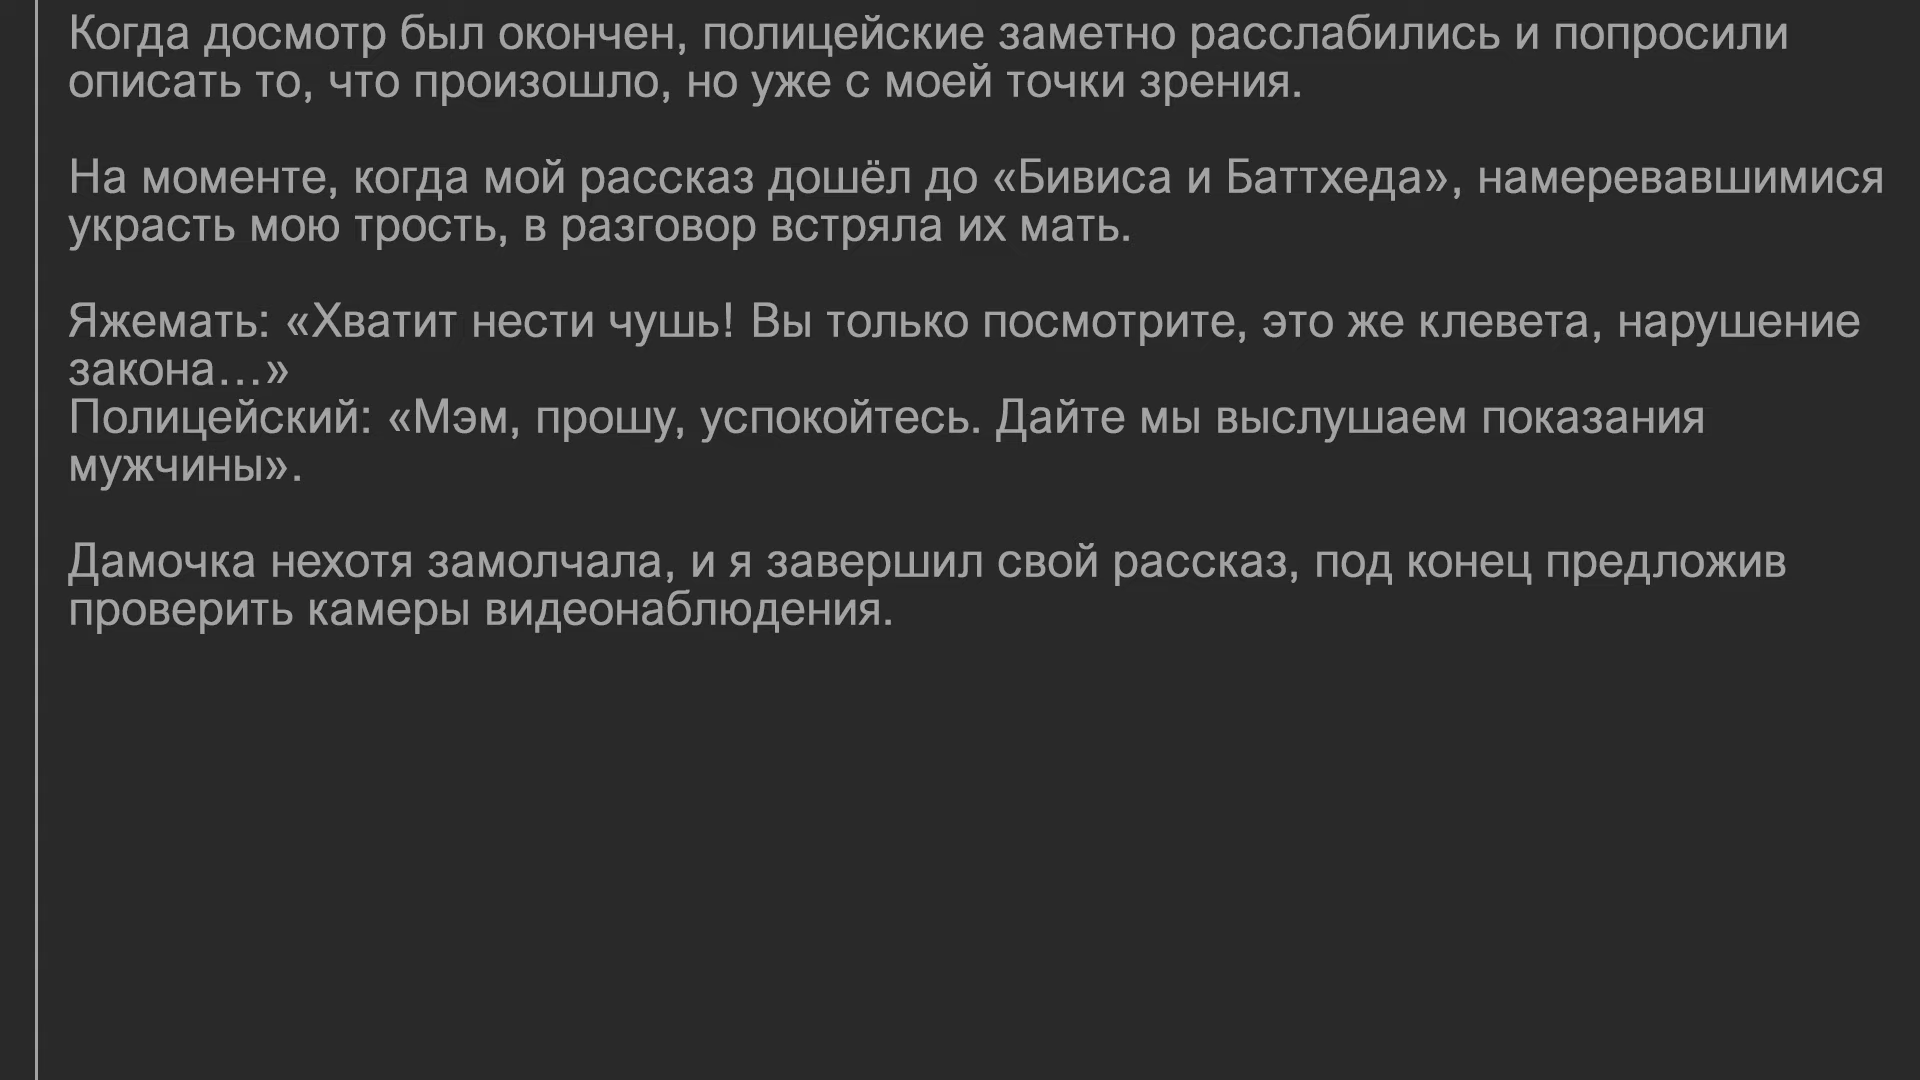 Когда досмотр был окончен, полицейские заметно расслабились и попросили
описать то, что произошло, но уже с моей точки зрения.
На моменте, когда мой рассказ дошёл до «Бивиса и Баттхеда», намеревавшимися
украсть мою трость, в разговор встряла их мать.
Яжемать: «Хватит нести чушь! Вы только посмотрите, это же клевета, нарушение
закона…»
Полицейский: «Мэм, прошу, успокойтесь. Дайте мы выслушаем показания
мужчины».
Дамочка нехотя замолчала, и я завершил свой рассказ, под конец предложив
проверить камеры видеонаблюдения.